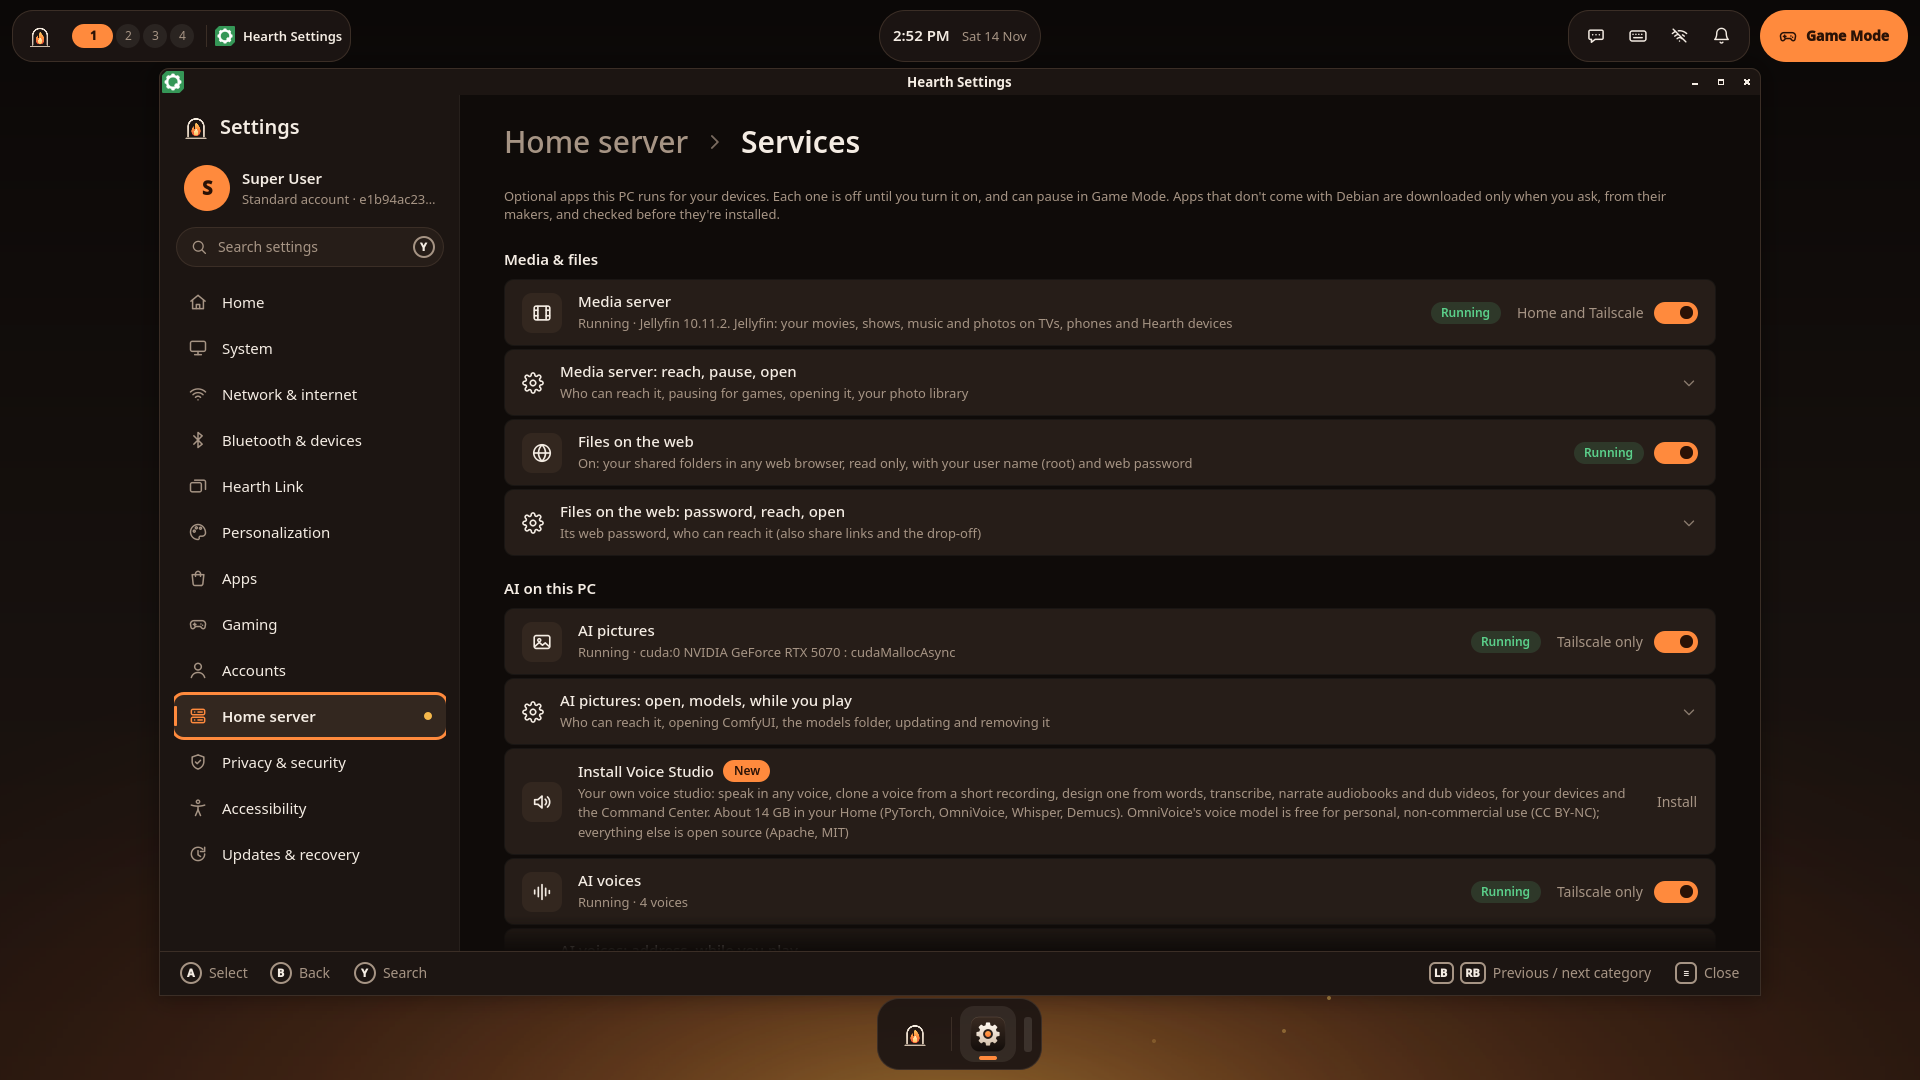 1 2 3 4 Hearth Settings
2:52 PM Sat 14 Nov
Game Mode
Hearth Settings
Settings
S
Super User
Standard account · e1b94ac23...
Search settings Y
Home
System
Network & internet
Bluetooth & devices
Hearth Link
Personalization
Apps
Gaming
Accounts
Home server
Privacy & security
Accessibility
Updates & recovery
Home server > Services
Optional apps this PC runs for your devices. Each one is off until you turn it on, and can pause in Game Mode. Apps that don't come with Debian are downloaded only when you ask, from their
makers, and checked before they're installed.
Media & files
Media server
Running · Jellyfin 10.11.2. Jellyfin: your movies, shows, music and photos on TVs, phones and Hearth devices
Running Home and Tailscale
Media server: reach, pause, open
Who can reach it, pausing for games, opening it, your photo library
Files on the web
On: your shared folders in any web browser, read only, with your user name (root) and web password
Running
Files on the web: password, reach, open
Its web password, who can reach it (also share links and the drop-off)
AI on this PC
AI pictures
Running · cuda:0 NVIDIA GeForce RTX 5070 : cudaMallocAsync
Running Tailscale only
AI pictures: open, models, while you play
Who can reach it, opening ComfyUI, the models folder, updating and removing it
Install Voice Studio New
Your own voice studio: speak in any voice, clone a voice from a short recording, design one from words, transcribe, narrate audiobooks and dub videos, for your devices and
the Command Center. About 14 GB in your Home (PyTorch, OmniVoice, Whisper, Demucs). OmniVoice's voice model is free for personal, non-commercial use (CC BY-NC);
everything else is open source (Apache, MIT)
Install
AI voices
Running · 4 voices
Running Tailscale only
A Select B Back Y Search
LB RB Previous / next category Close